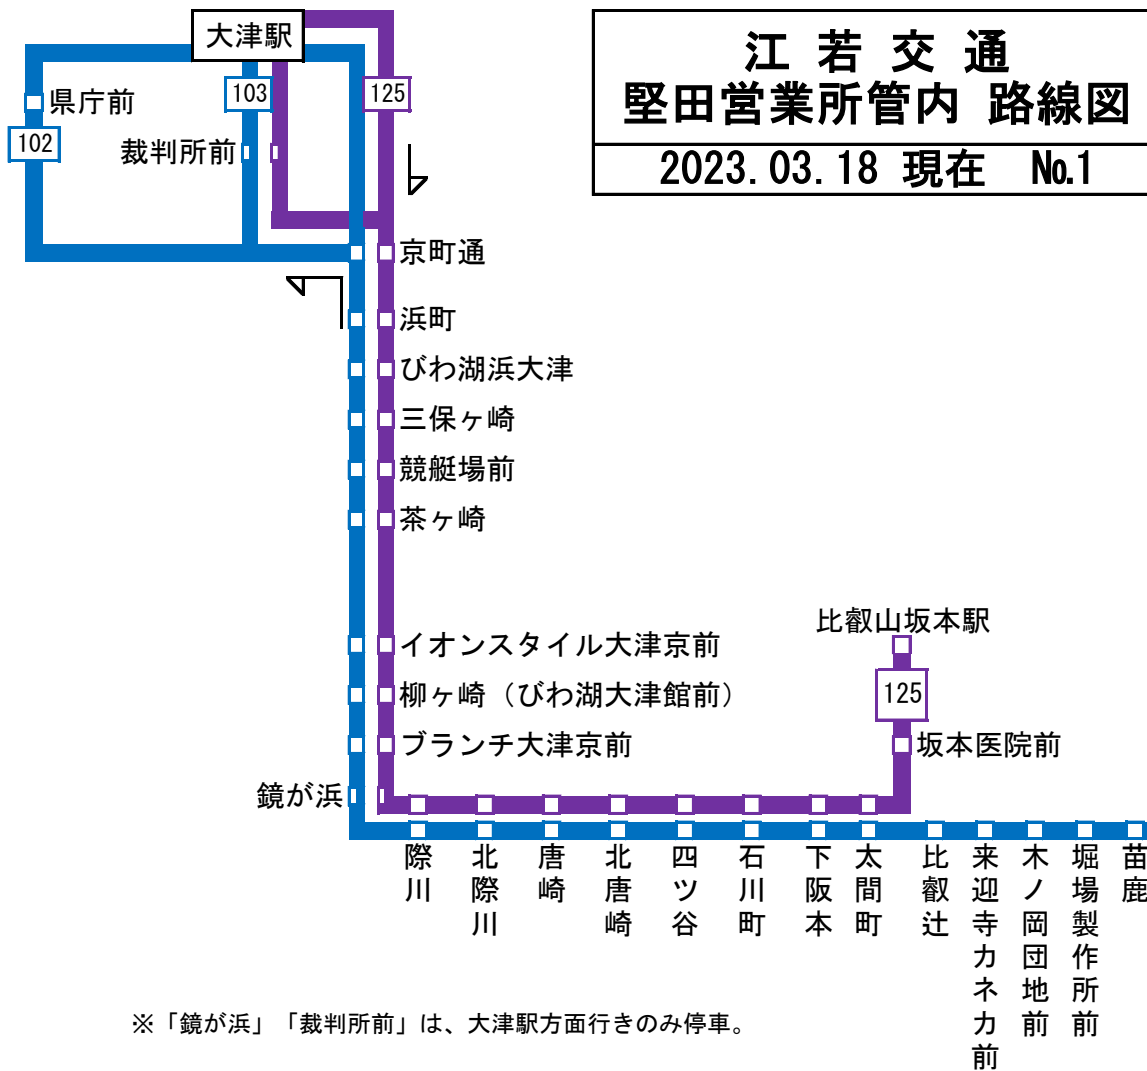 大津駅
江若交通
堅田営業所管内 路線図
2023.03.18 現在 No.1
県庁前
102
103
125
裁判所前
京町通
浜町
びわ湖浜大津
三保ヶ崎
競艇場前
茶ヶ崎
イオンスタイル大津京前
柳ヶ崎（びわ湖大津館前）
ブランチ大津京前
鏡が浜
比叡山坂本駅
125
坂本医院前
際川
北際川
唐崎
北唐崎
四ツ谷
石川町
下阪本
太間町
比叡辻
来迎寺カネカ前
木ノ岡団地前
堀場製作所前
苗鹿
※「鏡が浜」「裁判所前」は、大津駅方面行きのみ停車。